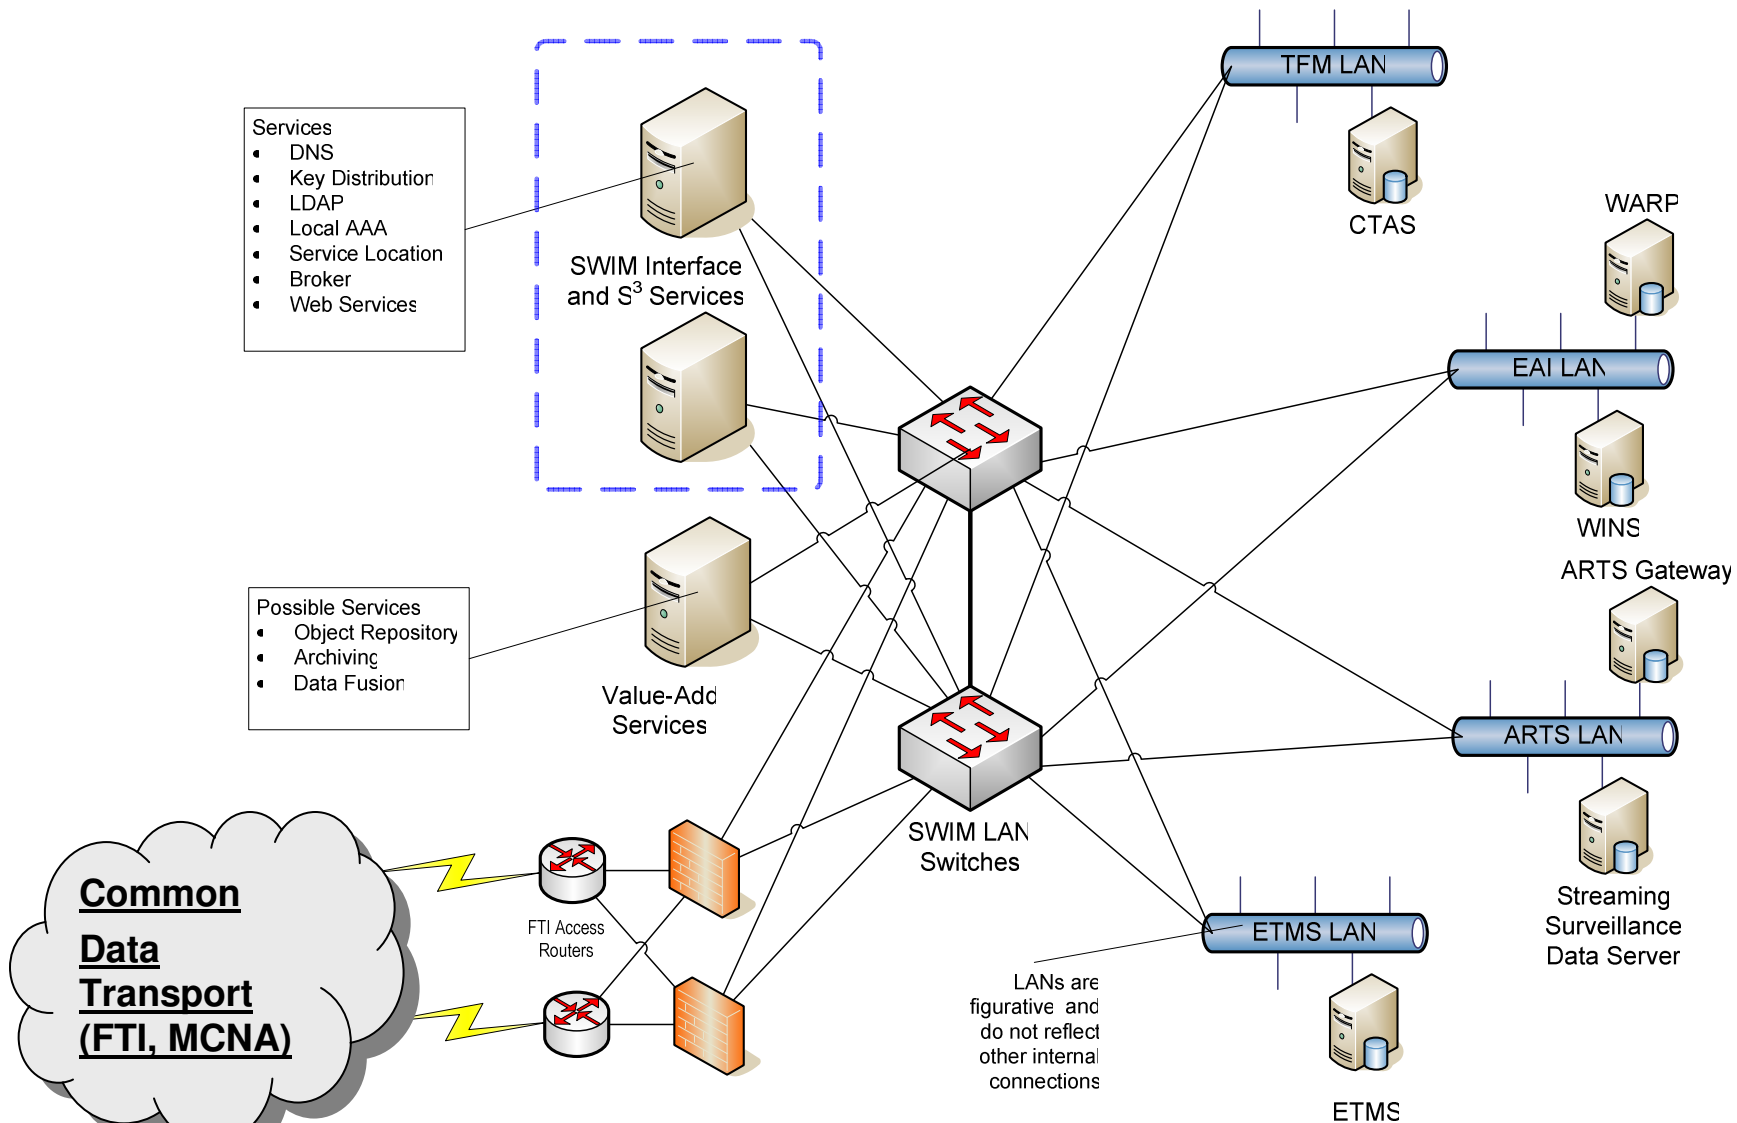 TFM LAN
CTAS
Services
• DNS
• Key Distribution
• LDAP
• Local AAA
• Service Location
• Broker
• Web Services
SWIM Interface
and S³ Services
WARP
EAI LAN
WINS
ARTS Gateway
Possible Services
• Object Repository
• Archiving
• Data Fusion
Value-Add
Services
ARTS LAN
SWIM LAN
Switches
Streaming
Surveillance
Data Server
Common
Data
Transport
(FTI, MCNA)
FTI Access
Routers
ETMS LAN
LANs are
figurative and
do not reflect
other internal
connections
ETMS